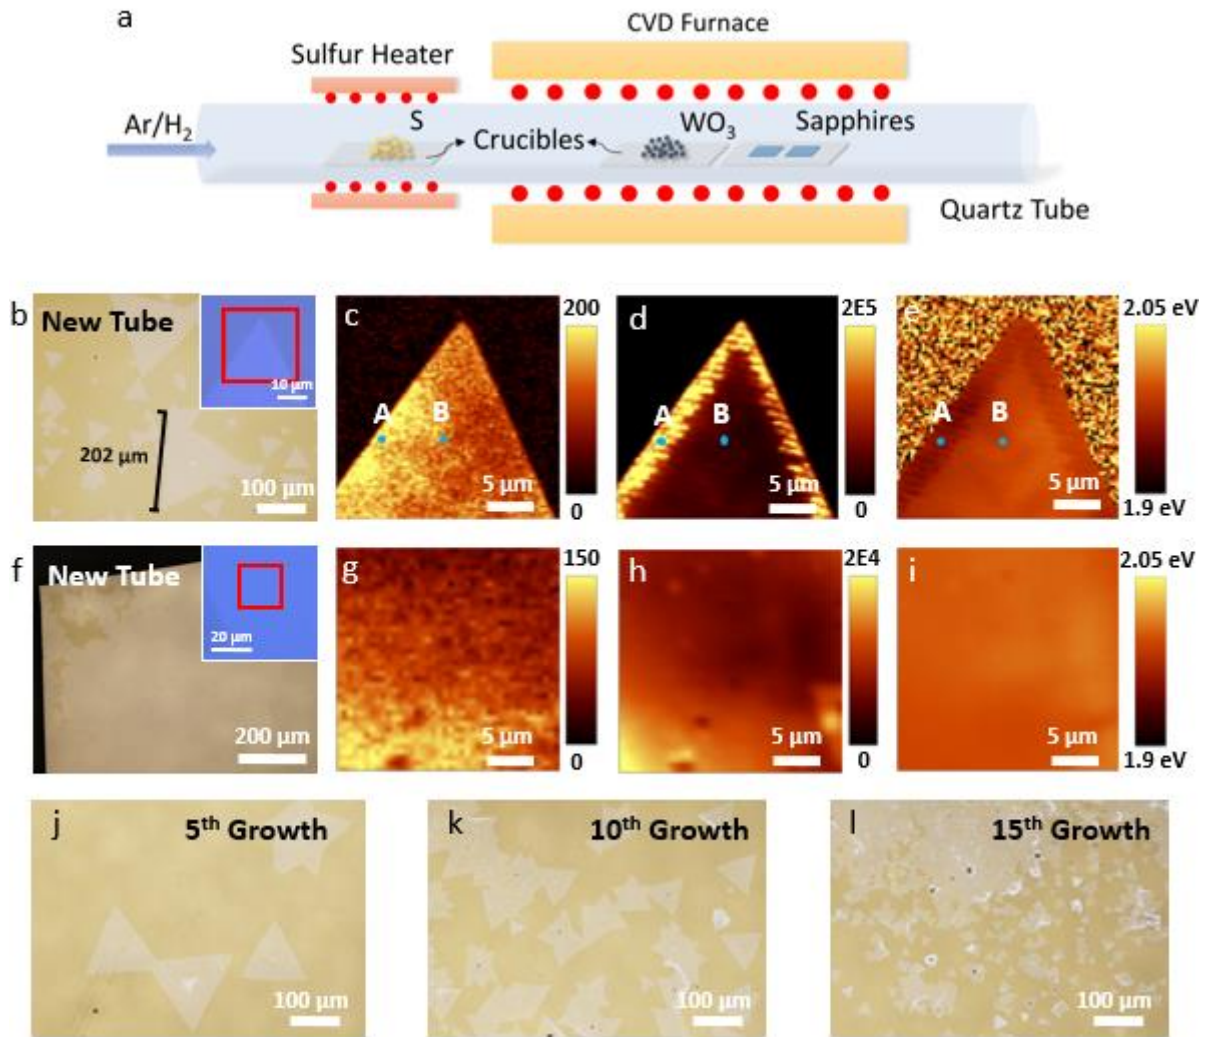 a
CVD Furnace
Sulfur Heater
Ar/H₂
S
Crucibles
WO₃
Sapphires
Quartz Tube
b
New Tube
10 μm
202 μm
100 μm
c
A
B
5 μm
200
0
d
A
B
5 μm
2E5
0
e
A
B
5 μm
2.05 eV
1.9 eV
f
New Tube
20 μm
200 μm
g
5 μm
150
0
h
5 μm
2E4
0
i
5 μm
2.05 eV
1.9 eV
j
5th Growth
100 μm
k
10th Growth
100 μm
l
15th Growth
100 μm